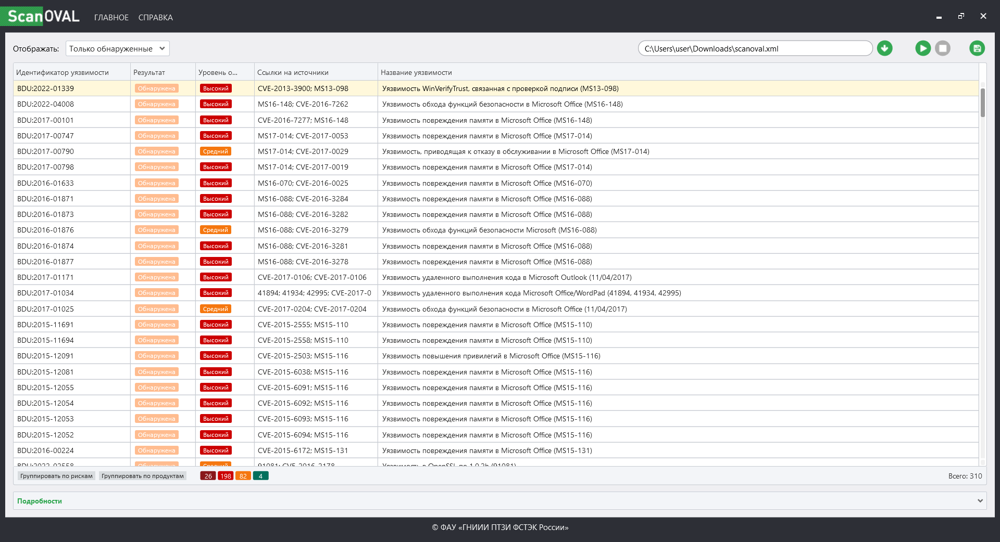 ScanOVAL ГЛАВНОЕ СПРАВКА
Отображать: Только обнаруженные C:\Users\user\Downloads\scanoval.xml
Идентификатор уязвимости Результат Уровень о... Ссылки на источники Название уязвимости
BDU:2022-01339 Обнаружена Высокий CVE-2013-3900; MS13-098 Уязвимость WinVerifyTrust, связанная с проверкой подписи (MS13-098)
BDU:2022-04008 Обнаружена Высокий MS16-148; CVE-2016-7262 Уязвимость обхода функций безопасности в Microsoft Office (MS16-148)
BDU:2017-00101 Обнаружена Высокий CVE-2016-7277; MS16-148 Уязвимость повреждения памяти в Microsoft Office (MS16-148)
BDU:2017-00747 Обнаружена Высокий MS17-014; CVE-2017-0053 Уязвимость повреждения памяти в Microsoft Office (MS17-014)
BDU:2017-00790 Обнаружена Средний MS17-014; CVE-2017-0029 Уязвимость, приводящая к отказу в обслуживании в Microsoft Office (MS17-014)
BDU:2017-00798 Обнаружена Высокий MS17-014; CVE-2017-0019 Уязвимость повреждения памяти в Microsoft Office (MS17-014)
BDU:2016-01633 Обнаружена Высокий MS16-070; CVE-2016-0025 Уязвимость повреждения памяти в Microsoft Office (MS16-070)
BDU:2016-01871 Обнаружена Высокий MS16-088; CVE-2016-3284 Уязвимость повреждения памяти в Microsoft Office (MS16-088)
BDU:2016-01873 Обнаружена Высокий MS16-088; CVE-2016-3282 Уязвимость повреждения памяти в Microsoft Office (MS16-088)
BDU:2016-01876 Обнаружена Средний MS16-088; CVE-2016-3279 Уязвимость обхода функций безопасности Microsoft (MS16-088)
BDU:2016-01874 Обнаружена Высокий MS16-088; CVE-2016-3281 Уязвимость повреждения памяти в Microsoft Office (MS16-088)
BDU:2016-01877 Обнаружена Высокий MS16-088; CVE-2016-3278 Уязвимость повреждения памяти в Microsoft Office (MS16-088)
BDU:2017-01171 Обнаружена Высокий CVE-2017-0106; CVE-2017-0106 Уязвимость удаленного выполнения кода в Microsoft Outlook (11/04/2017)
BDU:2017-01034 Обнаружена Высокий 41894; 41934; 42995; CVE-2017-0 Уязвимость удаленного выполнения кода Microsoft Office/WordPad (41894, 41934, 42995)
BDU:2017-01025 Обнаружена Средний CVE-2017-0204; CVE-2017-0204 Уязвимость обхода функций безопасности в Microsoft Office (11/04/2017)
BDU:2015-11691 Обнаружена Высокий CVE-2015-2555; MS15-110 Уязвимость повреждения памяти в Microsoft Office (MS15-110)
BDU:2015-11694 Обнаружена Высокий CVE-2015-2558; MS15-110 Уязвимость повреждения памяти в Microsoft Office (MS15-110)
BDU:2015-12091 Обнаружена Высокий CVE-2015-2503; MS15-116 Уязвимость повышения привилегий в Microsoft Office (MS15-116)
BDU:2015-12081 Обнаружена Высокий CVE-2015-6038; MS15-116 Уязвимость повреждения памяти в Microsoft Office (MS15-116)
BDU:2015-12055 Обнаружена Высокий CVE-2015-6091; MS15-116 Уязвимость повреждения памяти в Microsoft Office (MS15-116)
BDU:2015-12054 Обнаружена Высокий CVE-2015-6092; MS15-116 Уязвимость повреждения памяти в Microsoft Office (MS15-116)
BDU:2015-12053 Обнаружена Высокий CVE-2015-6093; MS15-116 Уязвимость повреждения памяти в Microsoft Office (MS15-116)
BDU:2015-12052 Обнаружена Высокий CVE-2015-6094; MS15-116 Уязвимость повреждения памяти в Microsoft Office (MS15-116)
BDU:2016-00224 Обнаружена Высокий CVE-2015-6172; MS15-131 Уязвимость повреждения памяти в Microsoft Office (MS15-131)
BDU:2022-02558 Обнаружена Средний 91081; CVE-2016-2178 Уязвимость в OpenSSL до 1.0.2h (91081)
Группировать по рискам Группировать по продуктам 26 198 82 4 Всего: 310
Подробности
© ФАУ «ГНИИИ ПТЗИ ФСТЭК России»